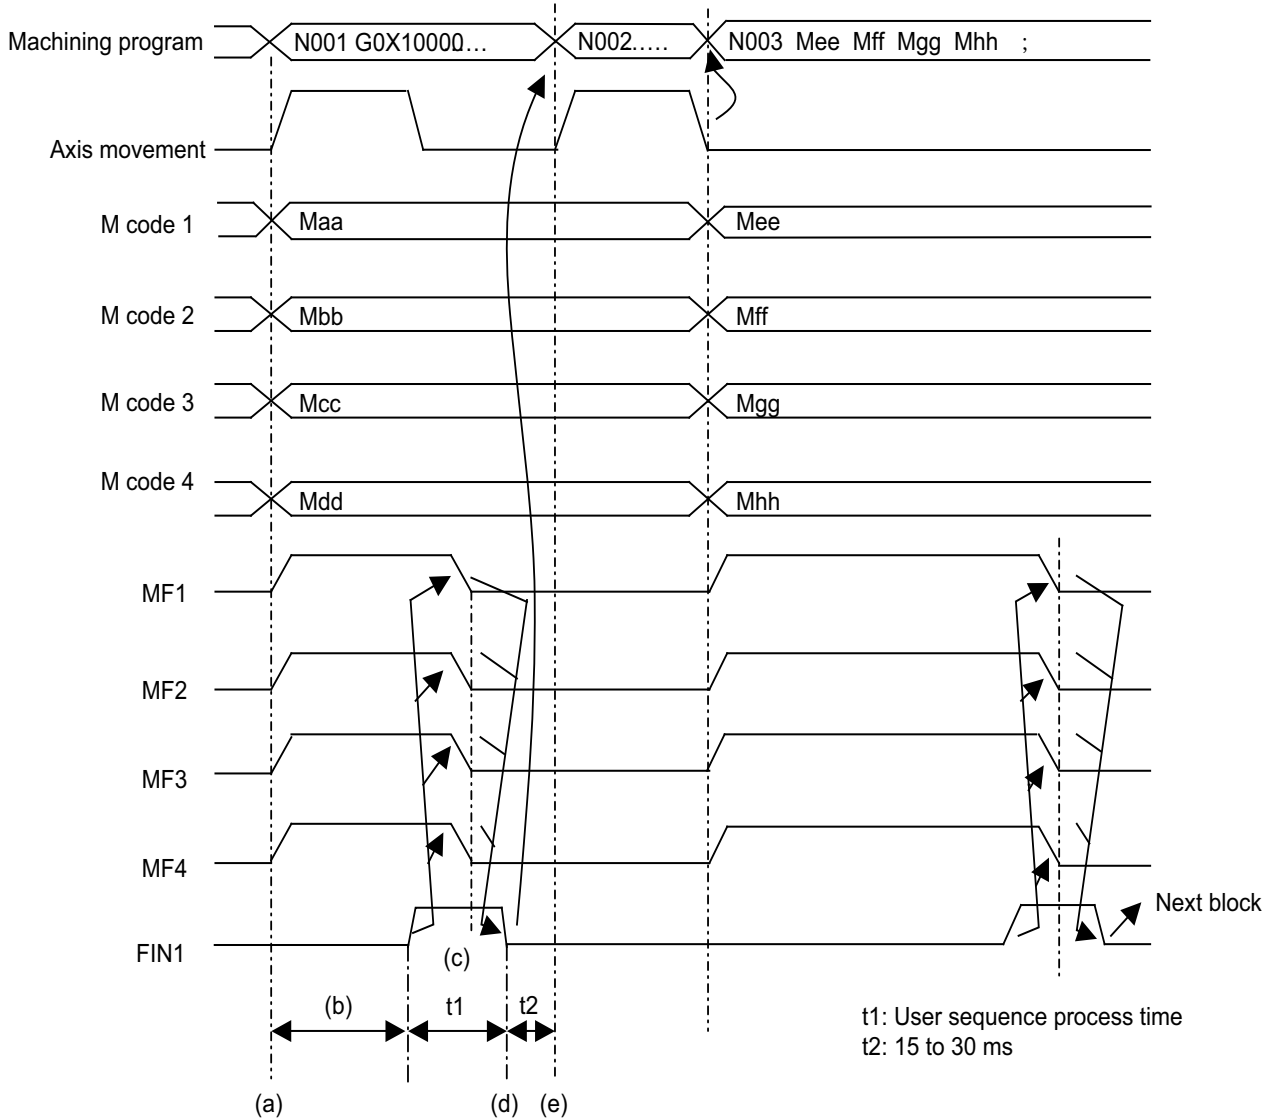 Machining program
N001 G0X10000....
N002.....
N003 Mee Mff Mgg Mhh ;
Axis movement
M code 1
Maa
Mee
M code 2
Mbb
Mff
M code 3
Mcc
Mgg
M code 4
Mdd
Mhh
MF1
MF2
MF3
MF4
Next block
FIN1
(c)
(b)
t1
t2
t1: User sequence process time
t2: 15 to 30 ms
(a)
(d)
(e)